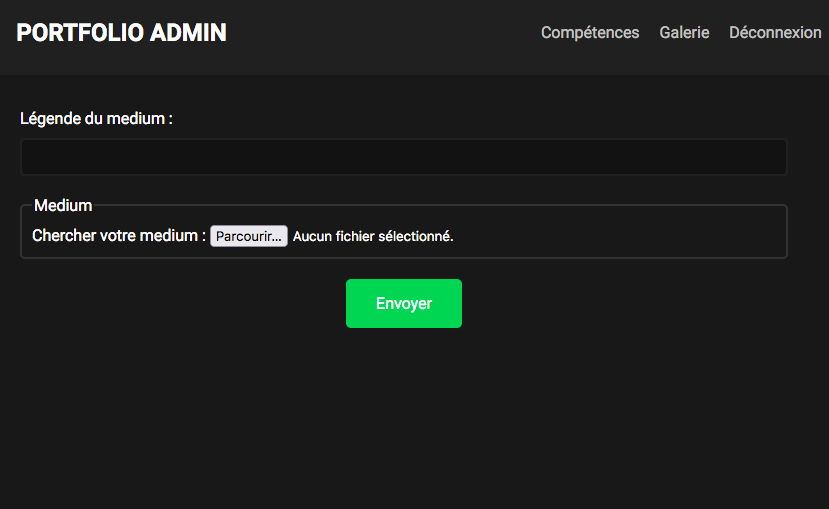 PORTFOLIO ADMIN Compétences Galerie Déconnexion
Légende du medium :
Medium
Chercher votre medium : Parcourir... Aucun fichier sélectionné.
Envoyer